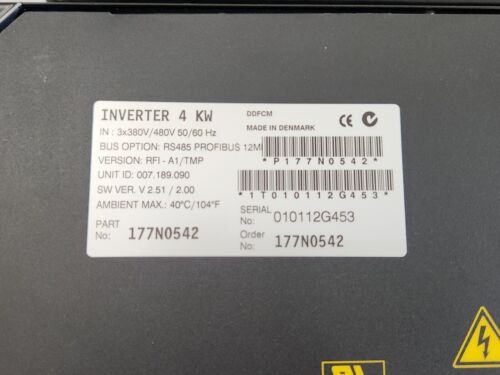 INVERTER 4 KW
DDFCM
IN : 3x380V/480V 50/60 Hz
MADE IN DENMARK
CE
N
BUS OPTION: RS485 PROFIBUS 12M
*P177N0542*
VERSION: RFI - A1/TMP
UNIT ID: 007.189.090
*1T010112G453*
SW VER. V 2.51 / 2.00
AMBIENT MAX.: 40°C/104°F
SERIAL
No: 010112G453
PART
No: 177N0542
Order
No: 177N0542